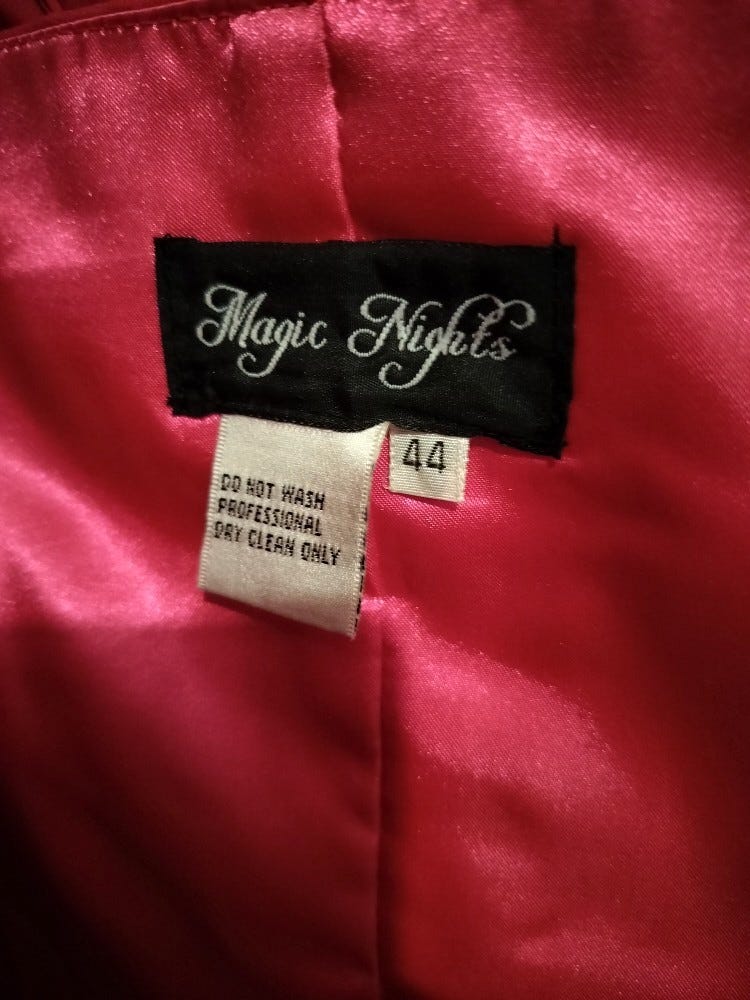 Magic Nights
44
DO NOT WASH
PROFESSIONAL
DRY CLEAN ONLY